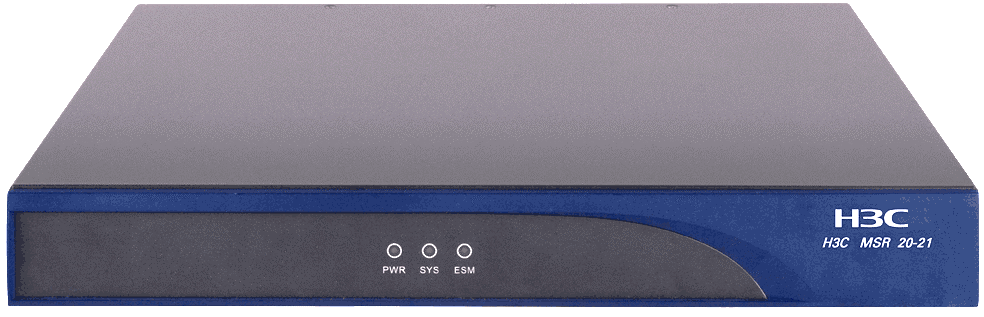 H3C
H3C MSR 20-21
PWR SYS ESM